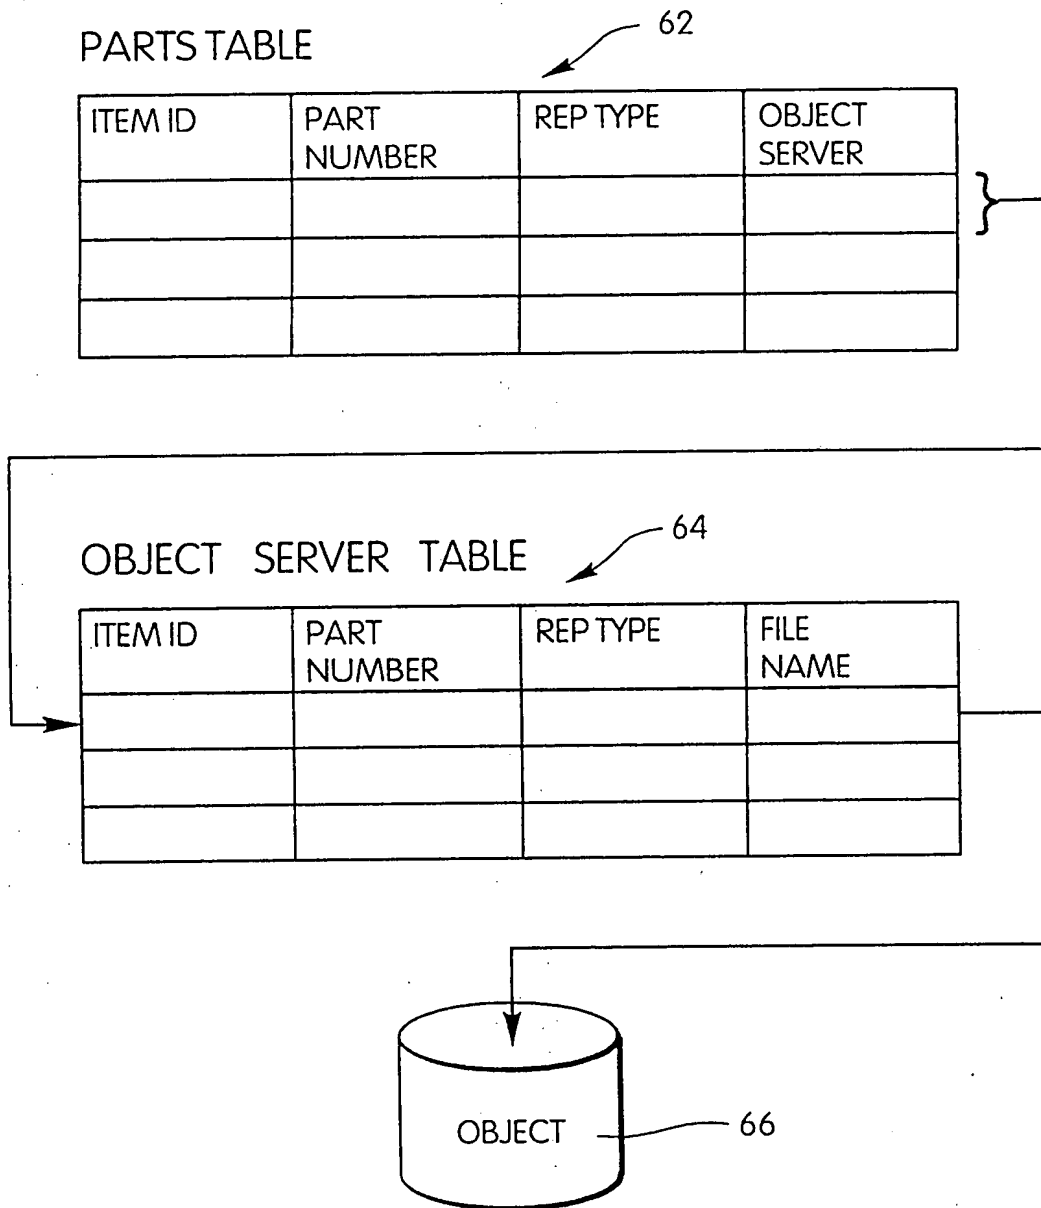 62
PARTS TABLE
ITEM ID PART NUMBER REP TYPE OBJECT SERVER
64
OBJECT SERVER TABLE
ITEM ID PART NUMBER REP TYPE FILE NAME
OBJECT 66